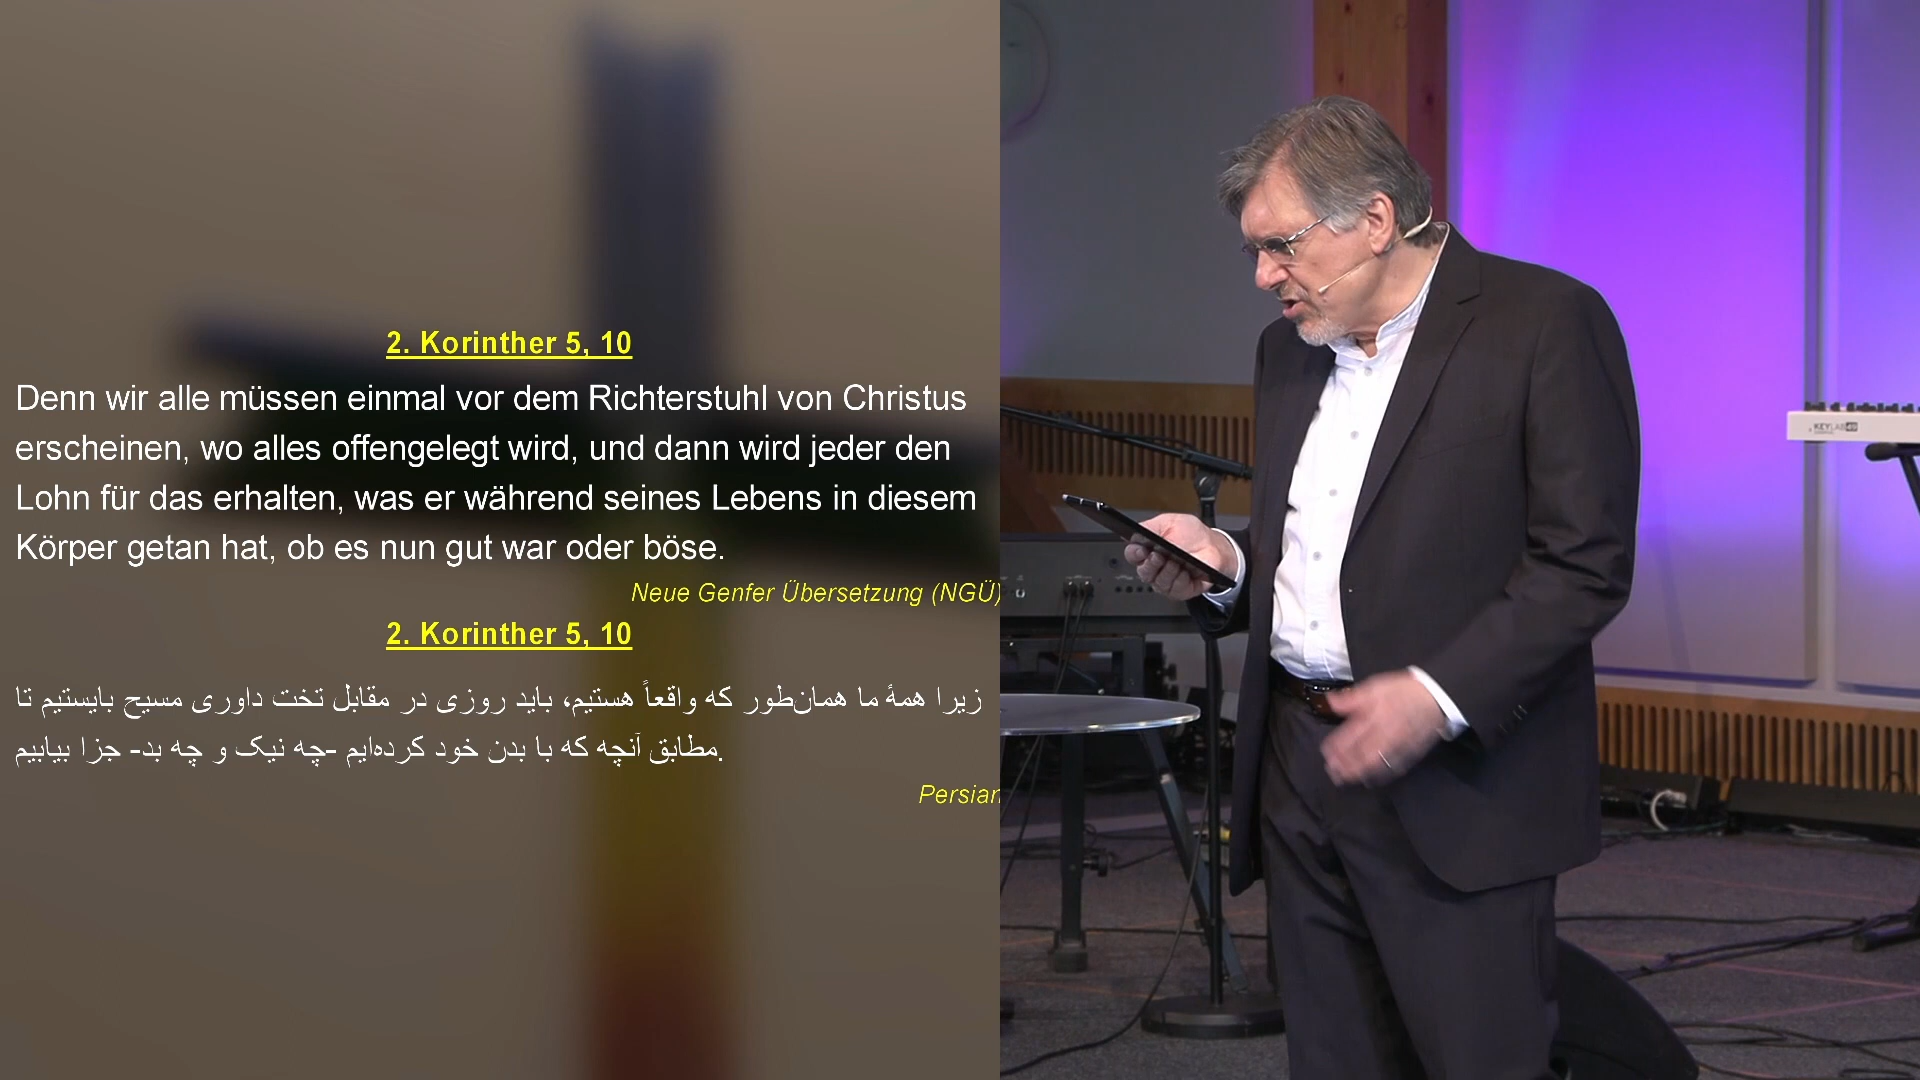 2. Korinther 5, 10
Denn wir alle müssen einmal vor dem Richterstuhl von Christus
erscheinen, wo alles offengelegt wird, und dann wird jeder den
Lohn für das erhalten, was er während seines Lebens in diesem
Körper getan hat, ob es nun gut war oder böse.
Neue Genfer Übersetzung (NGÜ)
2. Korinther 5, 10
زیرا همهٔ ما همان‌طور که واقعاً هستیم، باید روزی در مقابل تخت داوری مسیح بایستیم تا
مطابق آنچه که با بدن خود کرده‌ایم -چه نیک و چه بد- جزا بیابیم.
Persian
KEYLAB 49